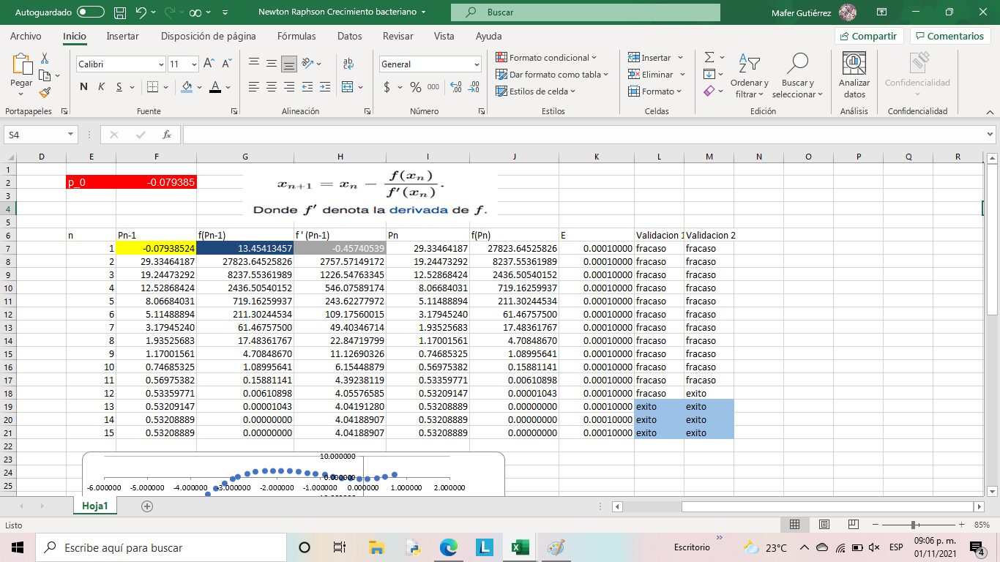 Autoguardado Newton Raphson Crecimiento bacteriano Buscar Mafer Gutiérrez
Archivo Inicio Insertar Disposición de página Fórmulas Datos Revisar Vista Ayuda Compartir Comentarios
Pegar Calibri 11 General Formato condicional Dar formato como tabla Estilos de celda Insertar Eliminar Formato Ordenar y filtrar Buscar y seleccionar Analizar datos Confidencialidad
N K S $ % 000
Portapapeles Fuente Alineación Número Estilos Celdas Edición Análisis Confidencialidad
S4 fx
D E F G H I J K L M N O P Q R
1
2 p_0 -0.079385
xₙ₊₁ = xₙ − f(xₙ) / f′(xₙ) .
3
4 Donde f′ denota la derivada de f.
5
6 n Pn-1 f(Pn-1) f ' (Pn-1) Pn f(Pn) E Validacion 1 Validacion 2
7 1 -0.07938524 13.45413457 -0.45740539 29.33464187 27823.64525826 0.00010000 fracaso fracaso
8 2 29.33464187 27823.64525826 2757.57149172 19.24473292 8237.55361989 0.00010000 fracaso fracaso
9 3 19.24473292 8237.55361989 1226.54763345 12.52868424 2436.50540152 0.00010000 fracaso fracaso
10 4 12.52868424 2436.50540152 546.07589174 8.06684031 719.16259937 0.00010000 fracaso fracaso
11 5 8.06684031 719.16259937 243.62277972 5.11488894 211.30244534 0.00010000 fracaso fracaso
12 6 5.11488894 211.30244534 109.17560015 3.17945240 61.46757500 0.00010000 fracaso fracaso
13 7 3.17945240 61.46757500 49.40346714 1.93525683 17.48361767 0.00010000 fracaso fracaso
14 8 1.93525683 17.48361767 22.84719799 1.17001561 4.70848670 0.00010000 fracaso fracaso
15 9 1.17001561 4.70848670 11.12690326 0.74685325 1.08995641 0.00010000 fracaso fracaso
16 10 0.74685325 1.08995641 6.15448879 0.56975382 0.15881141 0.00010000 fracaso fracaso
17 11 0.56975382 0.15881141 4.39238119 0.53359771 0.00610898 0.00010000 fracaso fracaso
18 12 0.53359771 0.00610898 4.05576585 0.53209147 0.00001043 0.00010000 fracaso exito
19 13 0.53209147 0.00001043 4.04191280 0.53208889 0.00000000 0.00010000 exito exito
20 14 0.53208889 0.00000000 4.04188907 0.53208889 0.00000000 0.00010000 exito exito
21 15 0.53208889 0.00000000 4.04188907 0.53208889 0.00000000 0.00010000 exito exito
22
23 10.000000
24 0.000000
-6.000000 -5.000000 -4.000000 -3.000000 -2.000000 -1.000000 0.000000 1.000000 2.000000
25
Hoja1
Listo 85%
Escribe aquí para buscar L Escritorio 23°C ESP 09:06 p. m. 01/11/2021 4